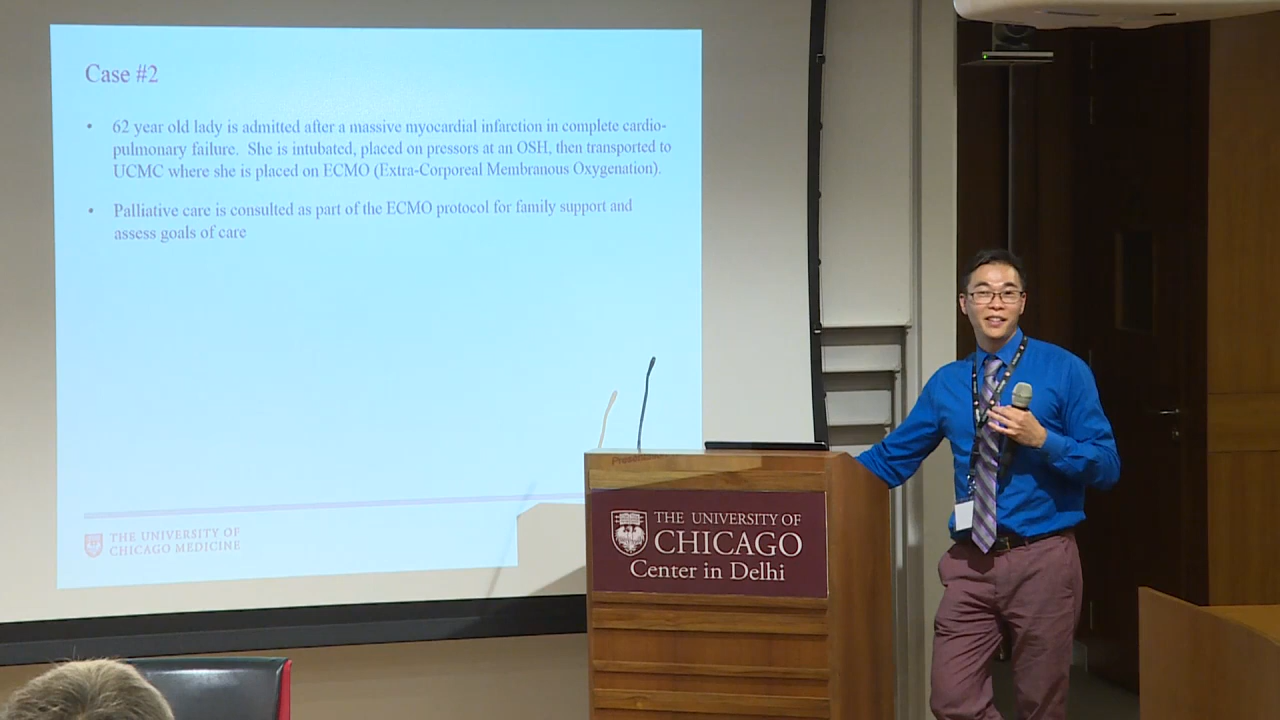 Case #2
• 62 year old lady is admitted after a massive myocardial infarction in complete cardio-
pulmonary failure. She is intubated, placed on pressors at an OSH, then transported to
UCMC where she is placed on ECMO (Extra-Corporeal Membranous Oxygenation).
• Palliative care is consulted as part of the ECMO protocol for family support and
assess goals of care
THE UNIVERSITY OF
CHICAGO MEDICINE
THE UNIVERSITY OF
CHICAGO
Center in Delhi